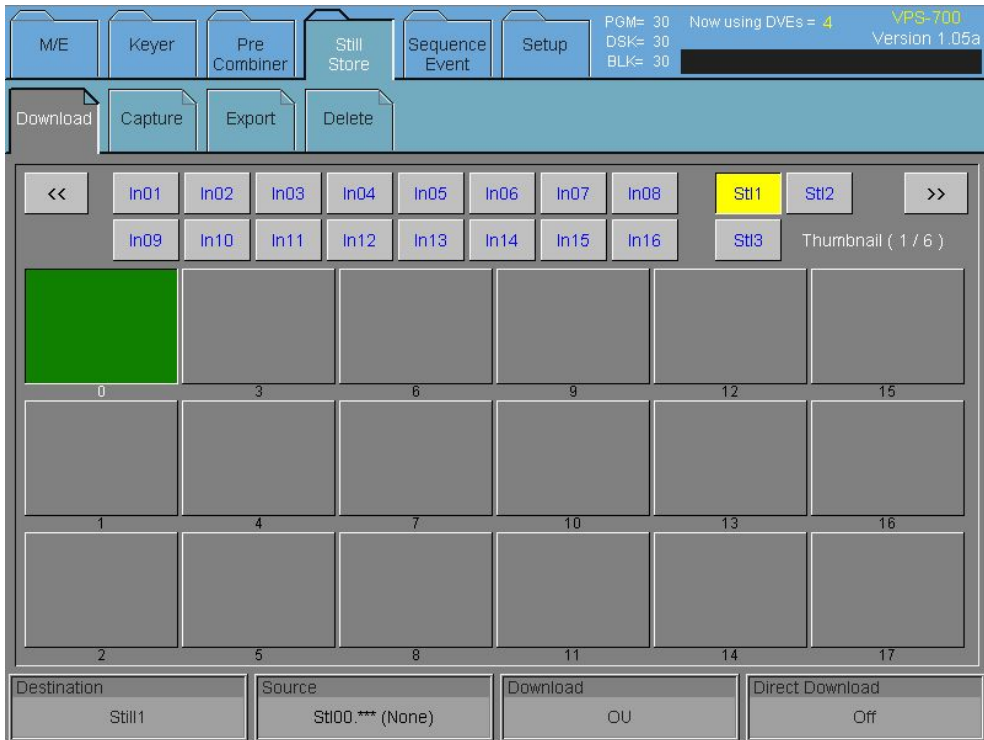 M/E
Keyer
Pre
Combiner
Still
Store
Sequence
Event
Setup
PGM= 30
DSK= 30
BLK= 30
Now using DVEs = 4
VPS-700
Version 1.05a
Download
Capture
Export
Delete
<< In01 In02 In03 In04 In05 In06 In07 In08 Stl1 Stl2 >>
In09 In10 In11 In12 In13 In14 In15 In16 Stl3 Thumbnail ( 1 / 6 )
0 3 6 9 12 15
1 4 7 10 13 16
2 5 8 11 14 17
Destination
Still1
Source
Stl00.*** (None)
Download
OU
Direct Download
Off